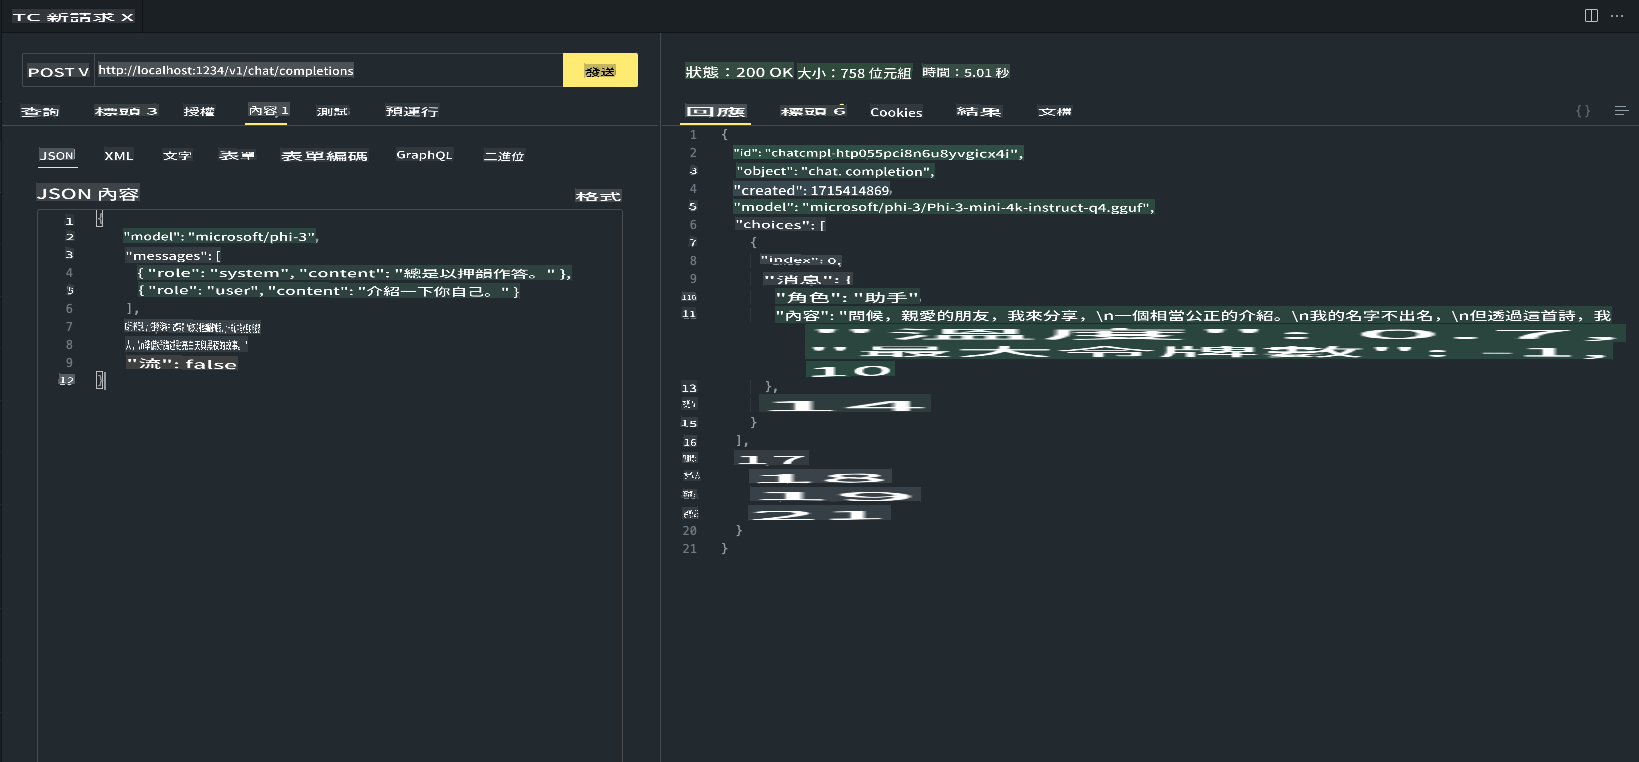 TC 新請求 X
POST V http://localhost:1234/v1/chat/completions 發送
查詢 標頭 3 授權 內容 1 測試 預運行
JSON XML 文字 表單 表單編碼 GraphQL 二進位
JSON 內容 格式
1 {
2 "model": "microsoft/phi-3",
3 "messages": [
4 { "role": "system", "content": "總是以押韻作答。" },
5 { "role": "user", "content": "介紹一下你自己。" }
6 ],
7
8
9 "流": false
12 }
狀態：200 OK 大小：758 位元組 時間：5.01 秒
回應 標頭 6 Cookies 結果 文檔 { }
1 {
2 "id": "chatcmpl-htp055pci8n6u8yvgicx4i",
3 "object": "chat. completion",
4 "created": 1715414869,
5 "model": "microsoft/phi-3/Phi-3-mini-4k-instruct-q4.gguf",
6 "choices": [
7 {
8 "index": 0,
9 "消息": {
"角色": "助手",
11 "內容": "問候，親愛的朋友，我來分享，\n一個相當公正的介紹。\n我的名字不出名，\n但透過這首詩，我
"溫度": 0.7,
"最大令牌數": -1,
10
13 },
14
15 }
16 ],
17
18
19
21
20 }
21 }